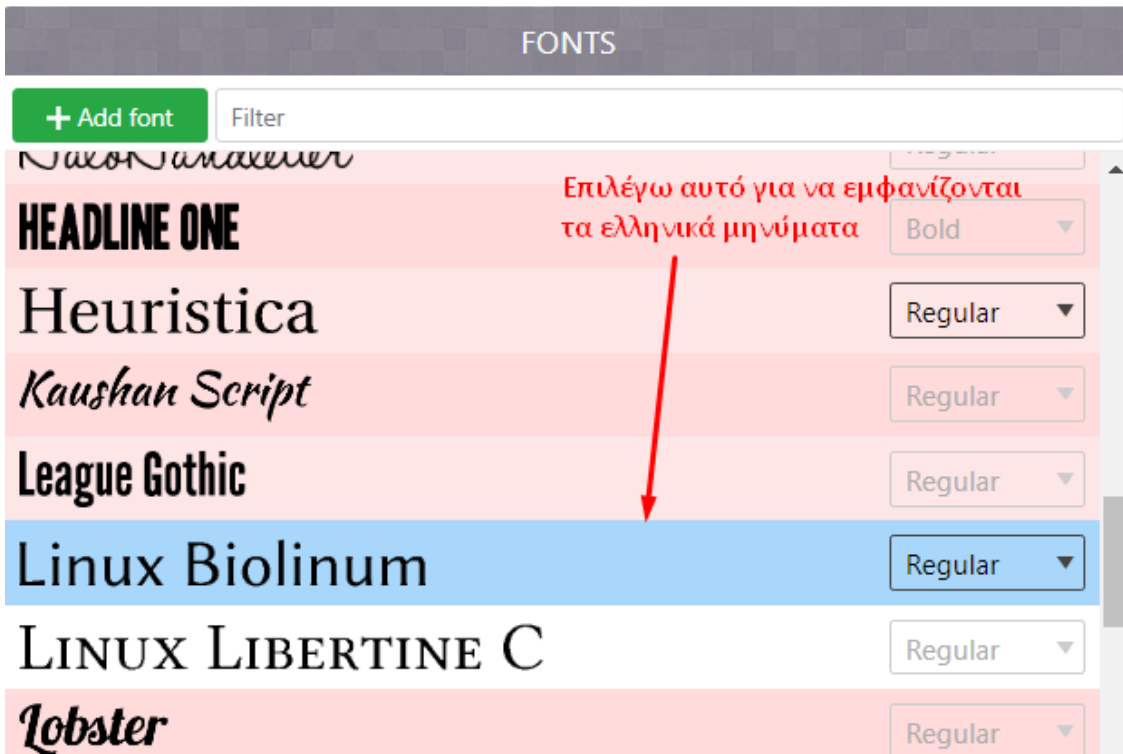 FONTS
+ Add font Filter
Επιλέγω αυτό για να εμφανίζονται
τα ελληνικά μηνύματα
HEADLINE ONE Bold
Heuristica Regular
Kaushan Script Regular
League Gothic Regular
Linux Biolinum Regular
LINUX LIBERTINE C Regular
Lobster Regular